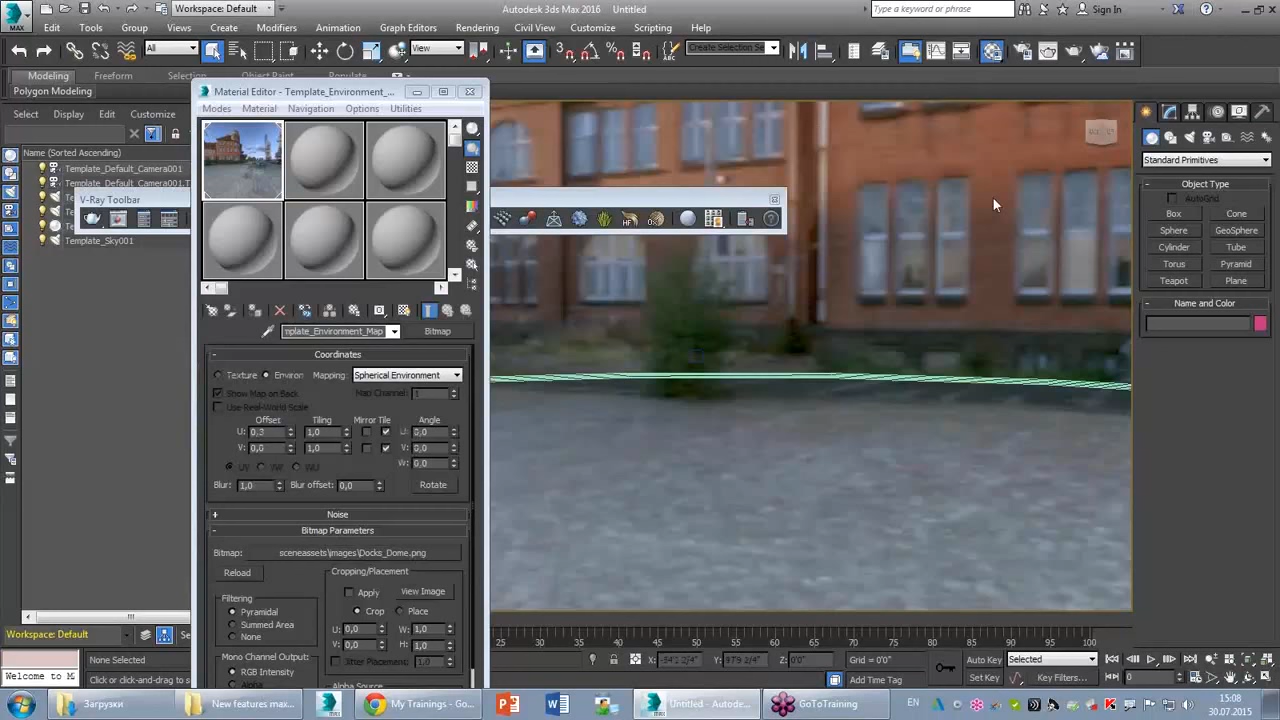 Workspace: Default
Autodesk 3ds Max 2016 Untitled
Type a keyword or phrase
Sign In
MAX
Edit Tools Group Views Create Modifiers Animation Graph Editors Rendering Civil View Customize Scripting Help
All
View
Create Selection Se
Modeling Freeform Selection Object Paint Populate
Polygon Modeling
Select Display Edit Customize
Name (Sorted Ascending)
Template_Default_Camera001
Template_Default_Camera001.T
V-Ray Toolbar
Template_Sky001
Material Editor - Template_Environment_...
Modes Material Navigation Options Utilities
mplate_Environment_Map
Bitmap
Coordinates
Texture Environ Mapping: Spherical Environment
Show Map on Back Map Channel: 1
Use Real-World Scale
Offset Tiling Mirror Tile Angle
U: 0,3 1,0 U: 0,0
V: 0,0 1,0 V: 0,0
UV VW WU W: 0,0
Blur: 1,0 Blur offset: 0,0 Rotate
Noise
Bitmap Parameters
Bitmap: sceneassets\images\Docks_Dome.png
Reload
Cropping/Placement
Apply View Image
Crop Place
U: 0,0 W: 1,0
V: 0,0 H: 1,0
Jitter Placement: 1,0
Filtering
Pyramidal
Summed Area
None
Mono Channel Output:
RGB Intensity
Alpha
Alpha Source
Standard Primitives
Object Type
AutoGrid
Box Cone
Sphere GeoSphere
Cylinder Tube
Torus Pyramid
Teapot Plane
Name and Color
Workspace: Default
25 30 35 40 45 50 55 60 65 70 75 80 85 90 95 100
None Selected
Click or click-and-drag to select
Welcome to M
X: Y: Z: 0'0"
Grid = 0'0"
Add Time Tag
Auto Key Selected
Set Key Key Filters...
0
Загрузки
New features max...
My Trainings - Go...
Untitled - Autode...
GoToTraining
EN
15:08
30.07.2015